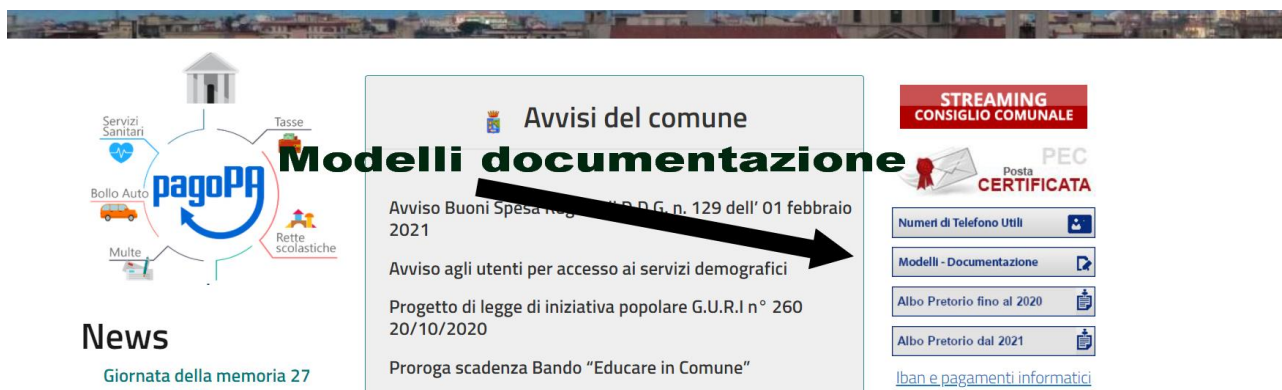 Servizi
Sanitari
Tasse
Bollo Auto
pagoPA
Multe
Rette
scolastiche
News
Giornata della memoria 27
Avvisi del comune
Modelli documentazione
Avviso Buoni Spesa D.D.G. n. 129 dell' 01 febbraio
2021
Avviso agli utenti per accesso ai servizi demografici
Progetto di legge di iniziativa popolare G.U.R.I n° 260
20/10/2020
Proroga scadenza Bando “Educare in Comune”
STREAMING
CONSIGLIO COMUNALE
PEC
Posta
CERTIFICATA
Numeri di Telefono Utili
Modelli - Documentazione
Albo Pretorio fino al 2020
Albo Pretorio dal 2021
Iban e pagamenti informatici